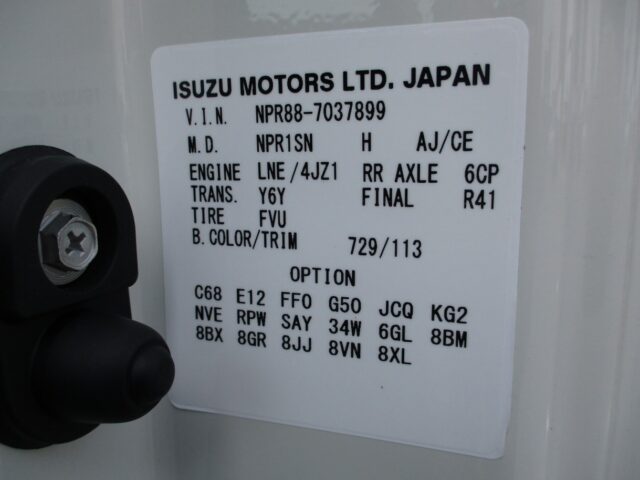 ISUZU MOTORS LTD. JAPAN
V.I.N. NPR88-7037899
M.D. NPR1SN H AJ/CE
ENGINE LNE/4JZ1 RR AXLE 6CP
TRANS. Y6Y FINAL R41
TIRE FVU
B.COLOR/TRIM 729/113
OPTION
C68 E12 FF0 G50 JCQ KG2
NVE RPW SAY 34W 6GL 8BM
8BX 8GR 8JJ 8VN 8XL